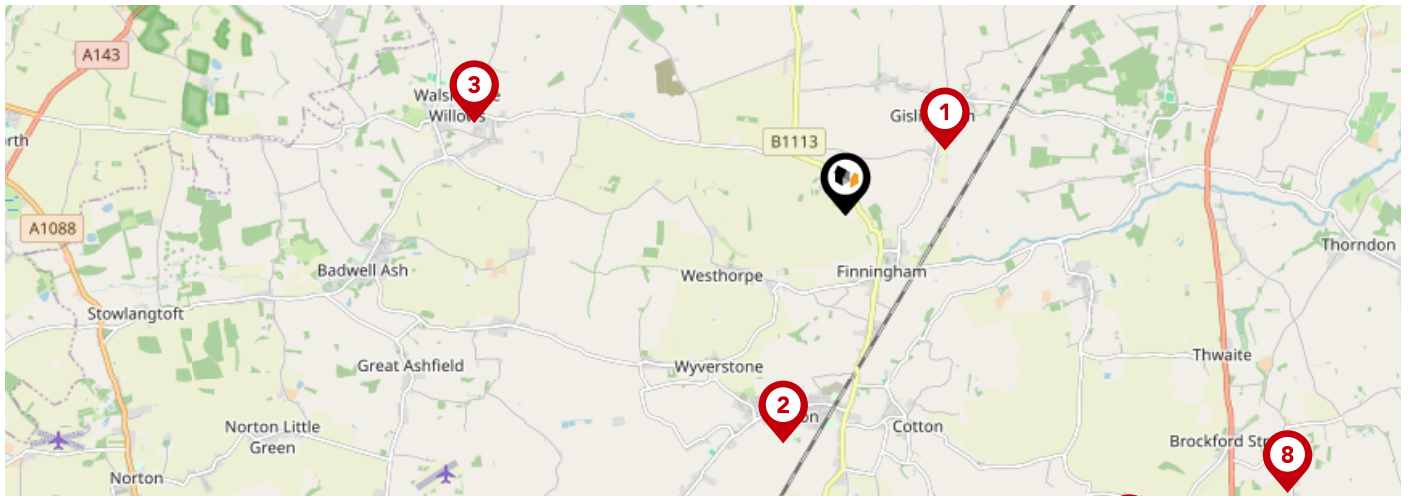 A143
3
Willows
1
B1113
A1088
Thorndon
Badwell Ash
Westhorpe
Finningham
Stowlangtoft
Thwaite
Great Ashfield
Wyverstone
2
Cotton
Norton Little
Green
Brockford
8
Norton